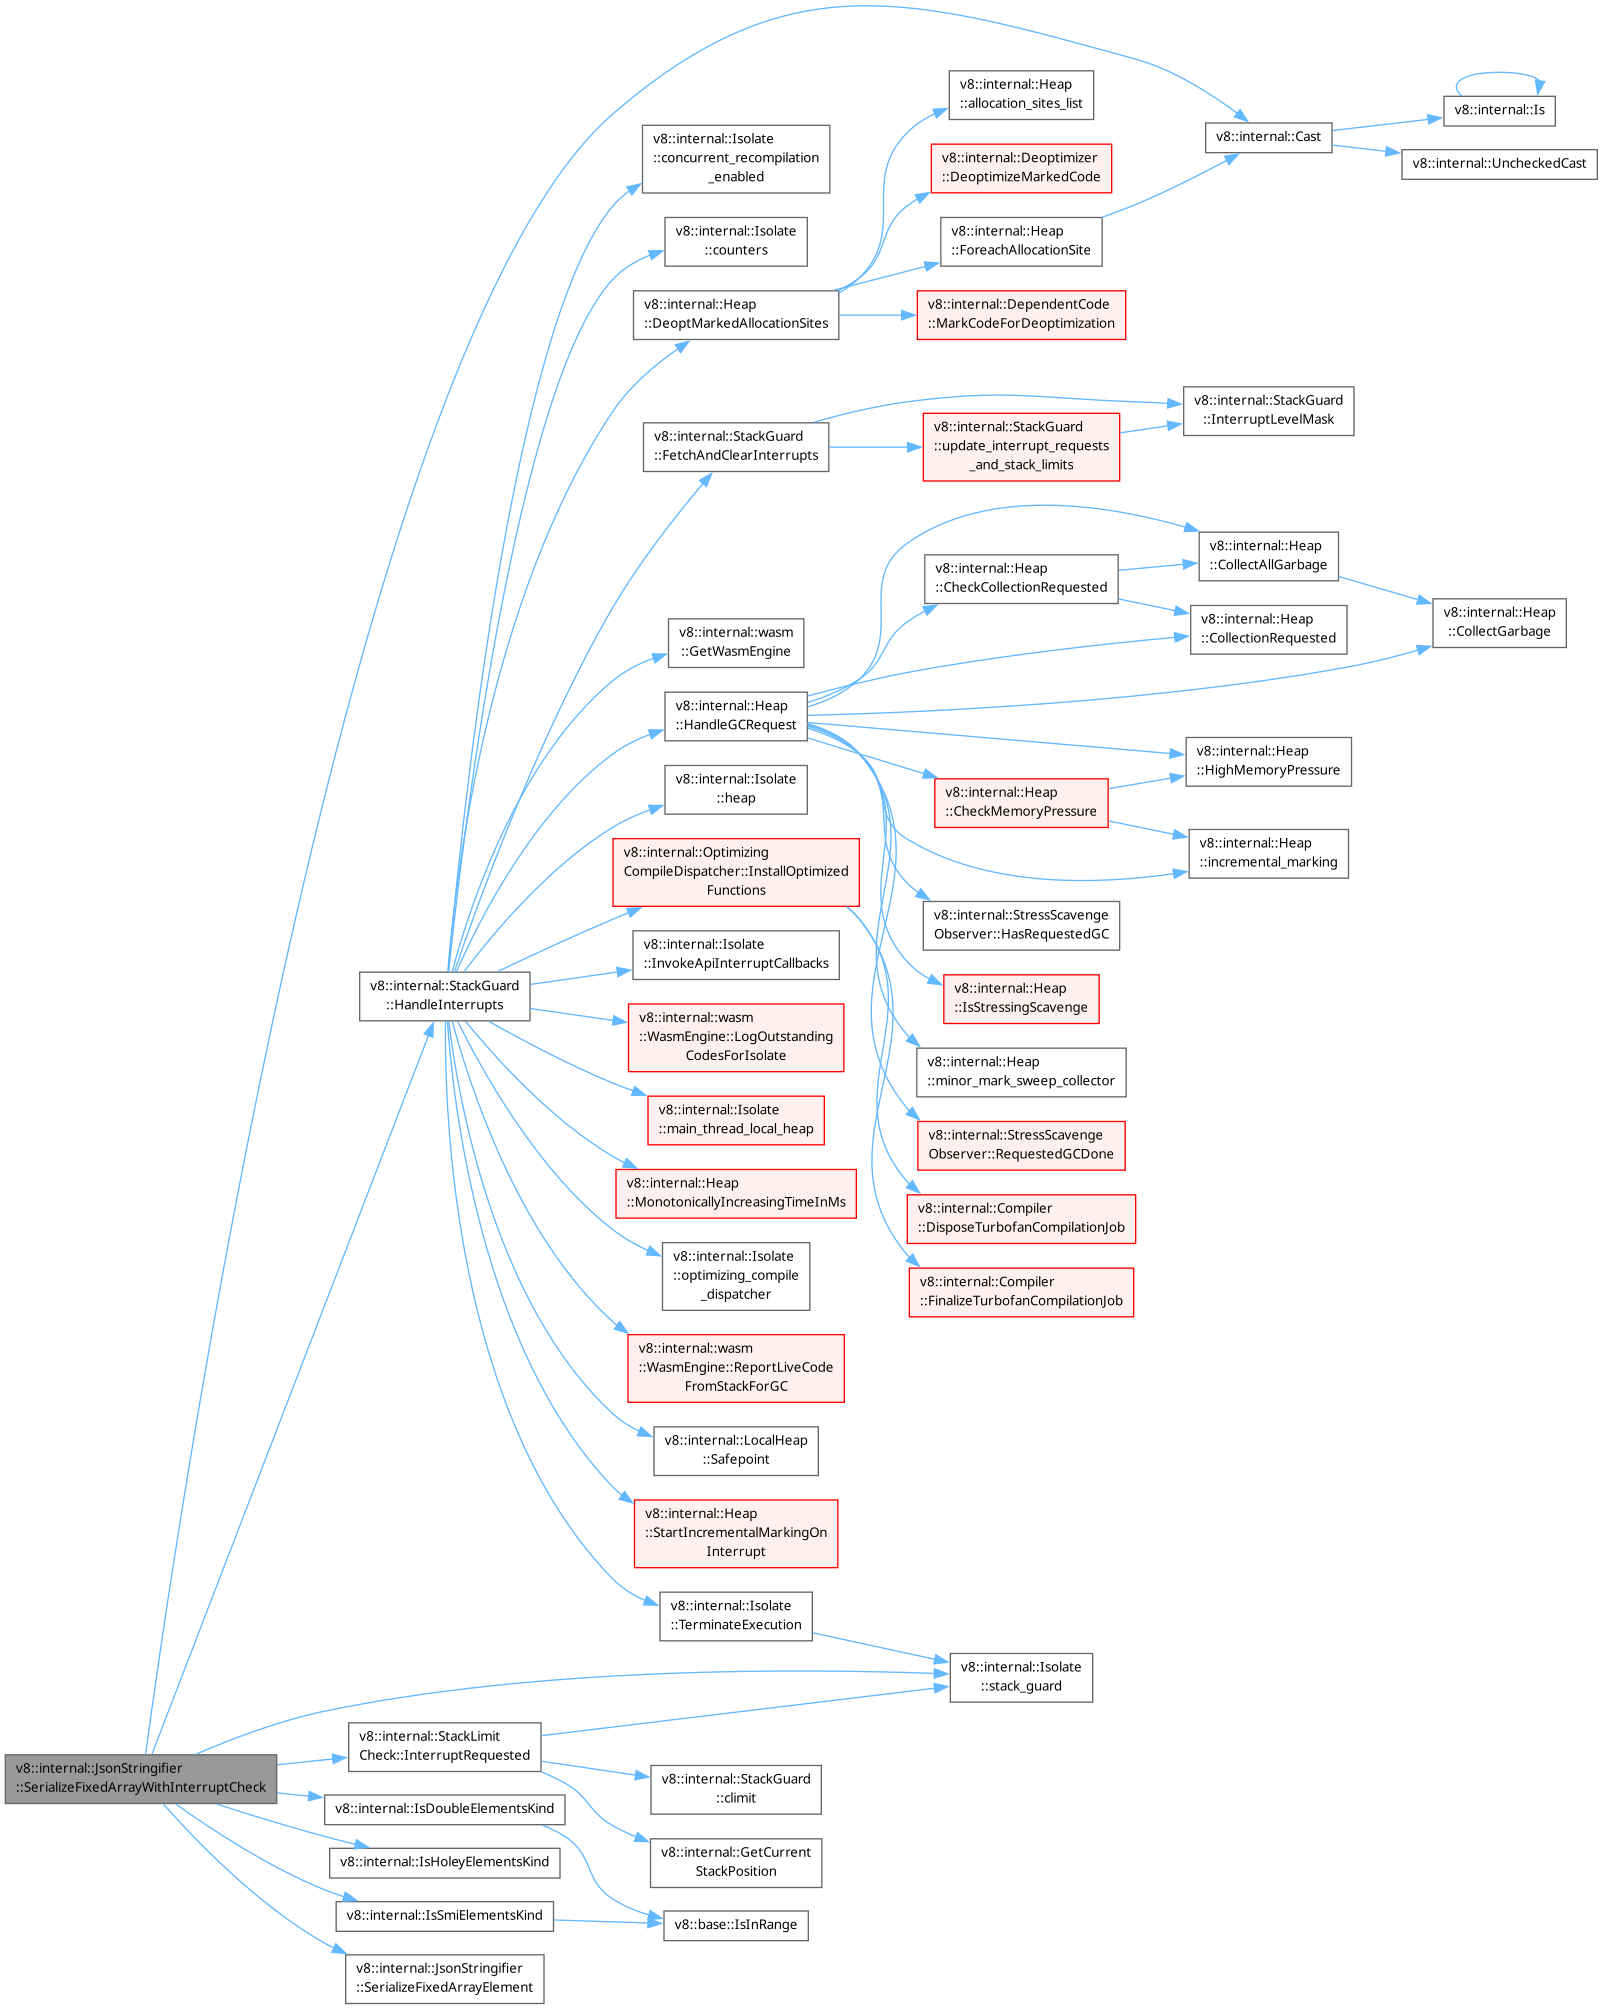 v8::internal::Heap
::allocation_sites_list
v8::internal::Is
v8::internal::Cast
v8::internal::Isolate
::concurrent_recompilation
_enabled
v8::internal::Deoptimizer
::DeoptimizeMarkedCode
v8::internal::UncheckedCast
v8::internal::Isolate
::counters
v8::internal::Heap
::ForeachAllocationSite
v8::internal::Heap
::DeoptMarkedAllocationSites
v8::internal::DependentCode
::MarkCodeForDeoptimization
v8::internal::StackGuard
::InterruptLevelMask
v8::internal::StackGuard
::FetchAndClearInterrupts
v8::internal::StackGuard
::update_interrupt_requests
_and_stack_limits
v8::internal::Heap
::CollectAllGarbage
v8::internal::Heap
::CheckCollectionRequested
v8::internal::Heap
::CollectionRequested
v8::internal::Heap
::CollectGarbage
v8::internal::wasm
::GetWasmEngine
v8::internal::Heap
::HandleGCRequest
v8::internal::Heap
::HighMemoryPressure
v8::internal::Isolate
::heap
v8::internal::Heap
::CheckMemoryPressure
v8::internal::Heap
::incremental_marking
v8::internal::Optimizing
CompileDispatcher::InstallOptimized
Functions
v8::internal::StressScavenge
Observer::HasRequestedGC
v8::internal::Isolate
::InvokeApiInterruptCallbacks
v8::internal::StackGuard
::HandleInterrupts
v8::internal::Heap
::IsStressingScavenge
v8::internal::wasm
::WasmEngine::LogOutstanding
CodesForIsolate
v8::internal::Heap
::minor_mark_sweep_collector
v8::internal::Isolate
::main_thread_local_heap
v8::internal::StressScavenge
Observer::RequestedGCDone
v8::internal::Heap
::MonotonicallyIncreasingTimeInMs
v8::internal::Compiler
::DisposeTurbofanCompilationJob
v8::internal::Isolate
::optimizing_compile
_dispatcher
v8::internal::Compiler
::FinalizeTurbofanCompilationJob
v8::internal::wasm
::WasmEngine::ReportLiveCode
FromStackForGC
v8::internal::LocalHeap
::Safepoint
v8::internal::Heap
::StartIncrementalMarkingOn
Interrupt
v8::internal::Isolate
::TerminateExecution
v8::internal::Isolate
::stack_guard
v8::internal::StackLimit
Check::InterruptRequested
v8::internal::JsonStringifier
::SerializeFixedArrayWithInterruptCheck
v8::internal::StackGuard
::climit
v8::internal::IsDoubleElementsKind
v8::internal::GetCurrent
StackPosition
v8::internal::IsHoleyElementsKind
v8::internal::IsSmiElementsKind
v8::base::IsInRange
v8::internal::JsonStringifier
::SerializeFixedArrayElement